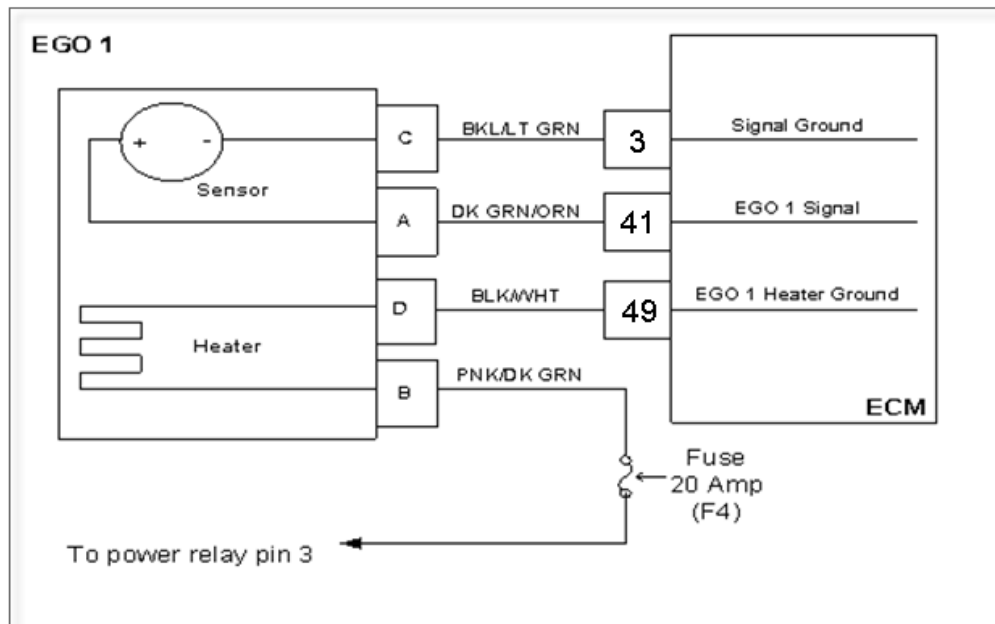 EGO 1
C
BKL/LT GRN
3
Signal Ground
+
-
Sensor
A
DK GRN/ORN
41
EGO 1 Signal
D
BLK/WHT
49
EGO 1 Heater Ground
Heater
B
PNK/DK GRN
ECM
Fuse
20 Amp
(F4)
To power relay pin 3